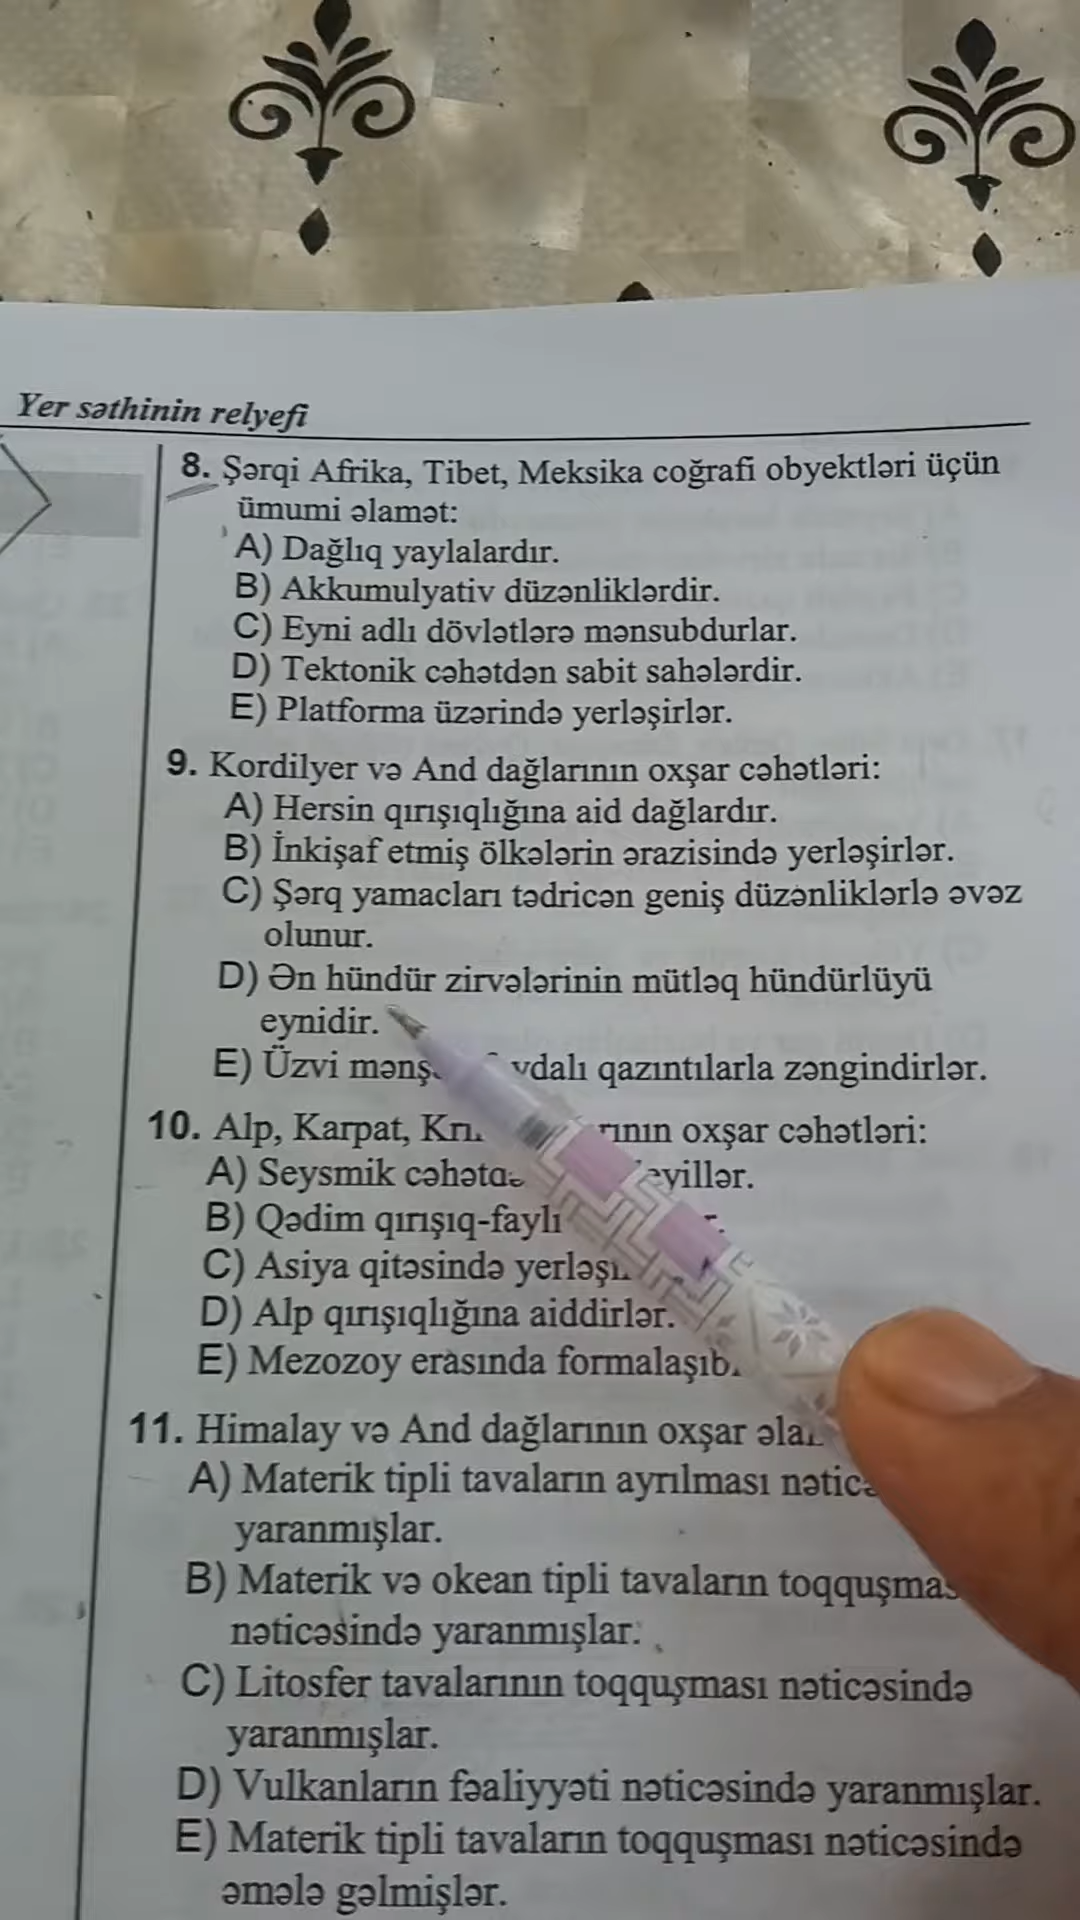 Yer səthinin relyefi
8. Şərqi Afrika, Tibet, Meksika coğrafi obyektləri üçün
ümumi əlamət:
A) Dağlıq yaylalardır.
B) Akkumulyativ düzənliklərdir.
C) Eyni adlı dövlətlərə mənsubdurlar.
D) Tektonik cəhətdən sabit sahələrdir.
E) Platforma üzərində yerləşirlər.
9. Kordilyer və And dağlarının oxşar cəhətləri:
A) Hersin qırışıqlığına aid dağlardır.
B) İnkişaf etmiş ölkələrin ərazisində yerləşirlər.
C) Şərq yamacları tədricən geniş düzənliklərlə əvəz
olunur.
D) Ən hündür zirvələrinin mütləq hündürlüyü
eynidir.
E) Üzvi qazıntılarla zəngindirlər.
10. Alp, Karpat, oxşar cəhətləri:
A) Seysmik
B) Qədim qırışıq-faylı
C) Asiya qitəsində
D) Alp qırışıqlığına aiddirlər.
E) Mezozoy erasında
11. Himalay və And dağlarının oxşar
A) Materik tipli tavaların ayrılması
yaranmışlar.
B) Materik və okean tipli tavaların
nəticəsində yaranmışlar.
C) Litosfer tavalarının toqquşması nəticəsində
yaranmışlar.
D) Vulkanların fəaliyyəti nəticəsində yaranmışlar.
E) Materik tipli tavaların toqquşması nəticəsində
əmələ gəlmişlər.